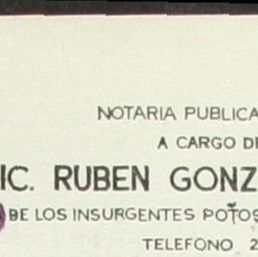 NOTARIA PUBLICA
A CARGO DE
IC. RUBEN GONZ
DE LOS INSURGENTES POTOS
TELEFONO 2